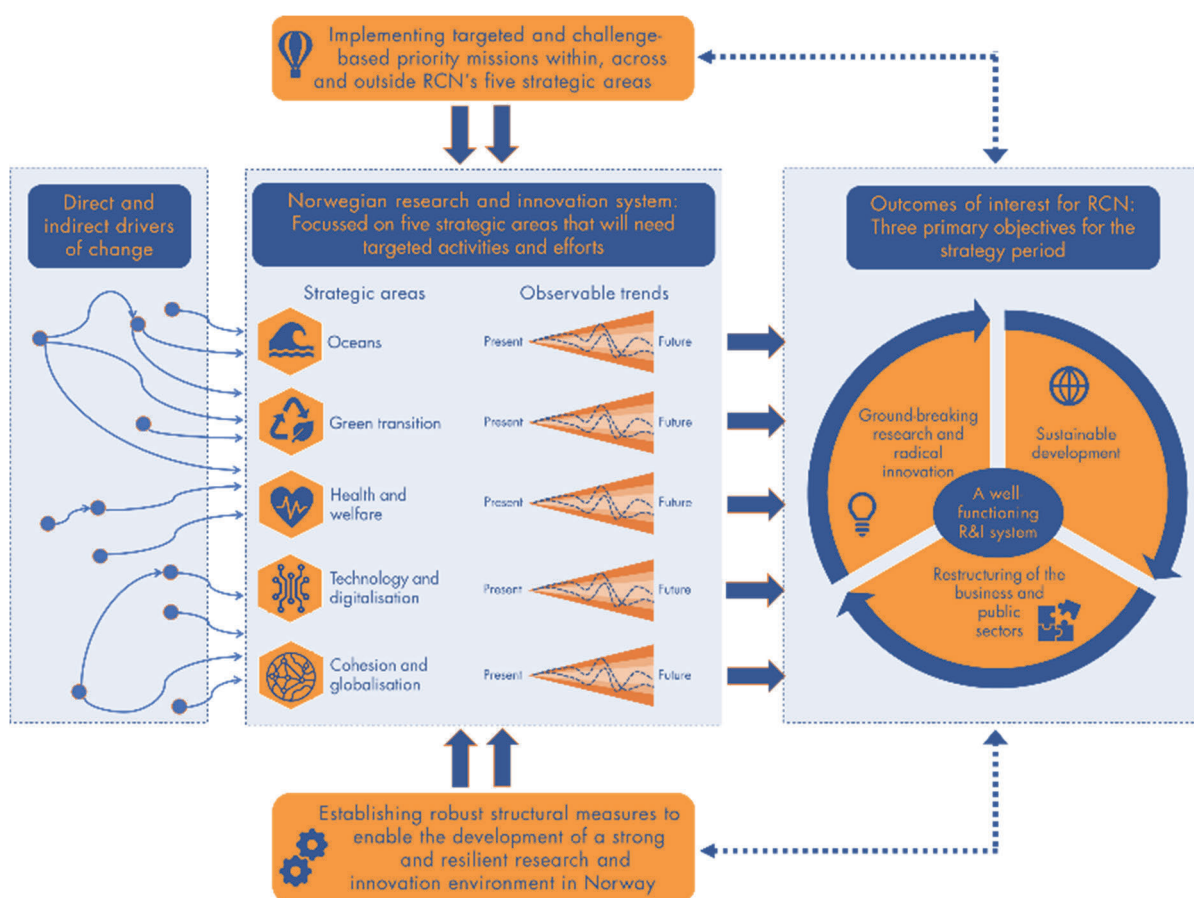 Implementing targeted and challenge-
based priority missions within, across
and outside RCN's five strategic areas
Direct and
indirect drivers
of change
Norwegian research and innovation system:
Focussed on five strategic areas that will need
targeted activities and efforts
Outcomes of interest for RCN:
Three primary objectives for the
strategy period
Strategic areas
Observable trends
Oceans
Present
Future
Green transition
Present
Future
Health and
welfare
Present
Future
Technology and
digitalisation
Present
Future
Cohesion and
globalisation
Present
Future
Ground-breaking
research and
radical
innovation
Sustainable
development
A well
functioning
R&I system
Restructuring of the
business and
public
sectors
Establishing robust structural measures to
enable the development of a strong
and resilient research and
innovation environment in Norway